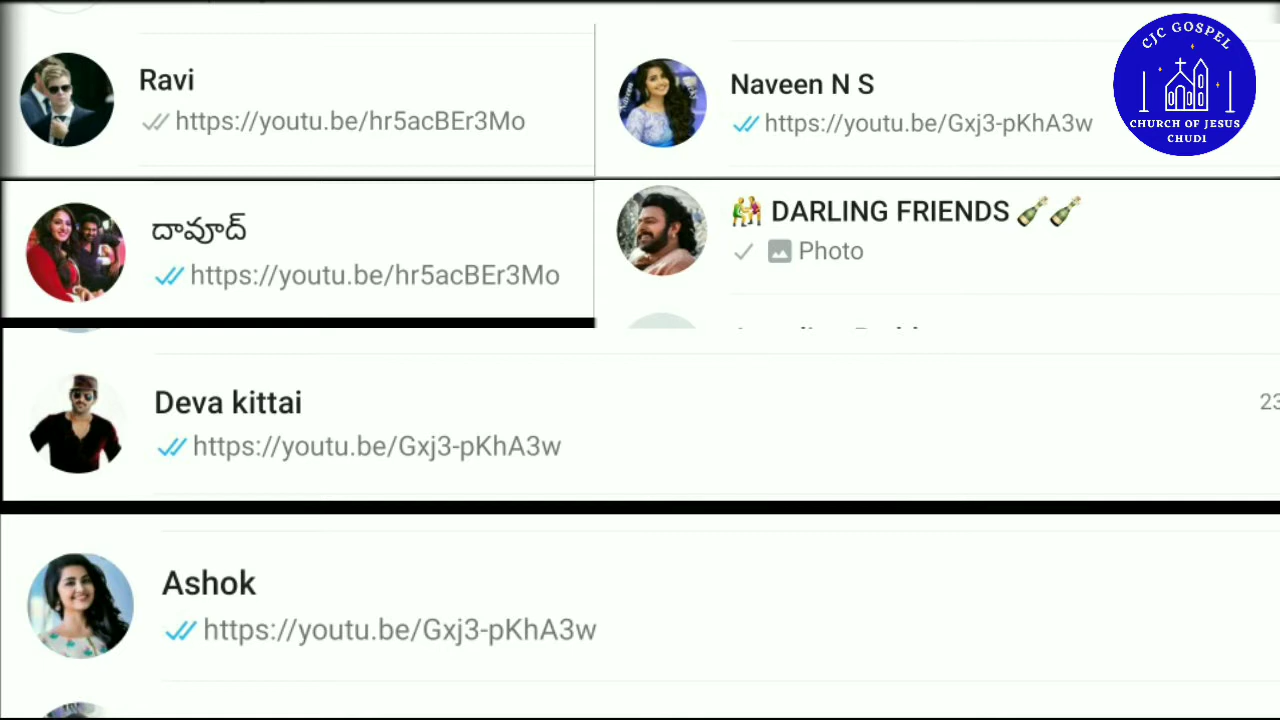 Ravi
https://youtu.be/hr5acBEr3Mo
Naveen N S
https://youtu.be/Gxj3-pKhA3w
CJC GOSPEL
CHURCH OF JESUS
CHUDI
దావూద్
https://youtu.be/hr5acBEr3Mo
DARLING FRIENDS
Photo
Deva kittai
23
https://youtu.be/Gxj3-pKhA3w
Ashok
https://youtu.be/Gxj3-pKhA3w